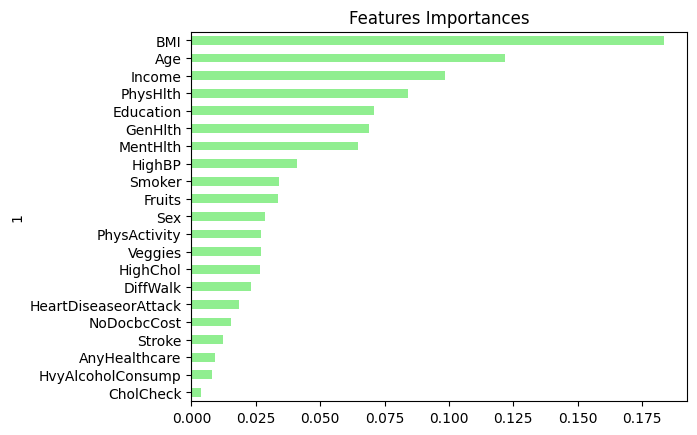 Features Importances
BMI
Age
Income
PhysHlth
Education
GenHlth
MentHlth
HighBP
Smoker
Fruits
Sex
PhysActivity
Veggies
HighChol
DiffWalk
HeartDiseaseorAttack
NoDocbcCost
Stroke
AnyHealthcare
HvyAlcoholConsump
CholCheck
1
0.000 0.025 0.050 0.075 0.100 0.125 0.150 0.175